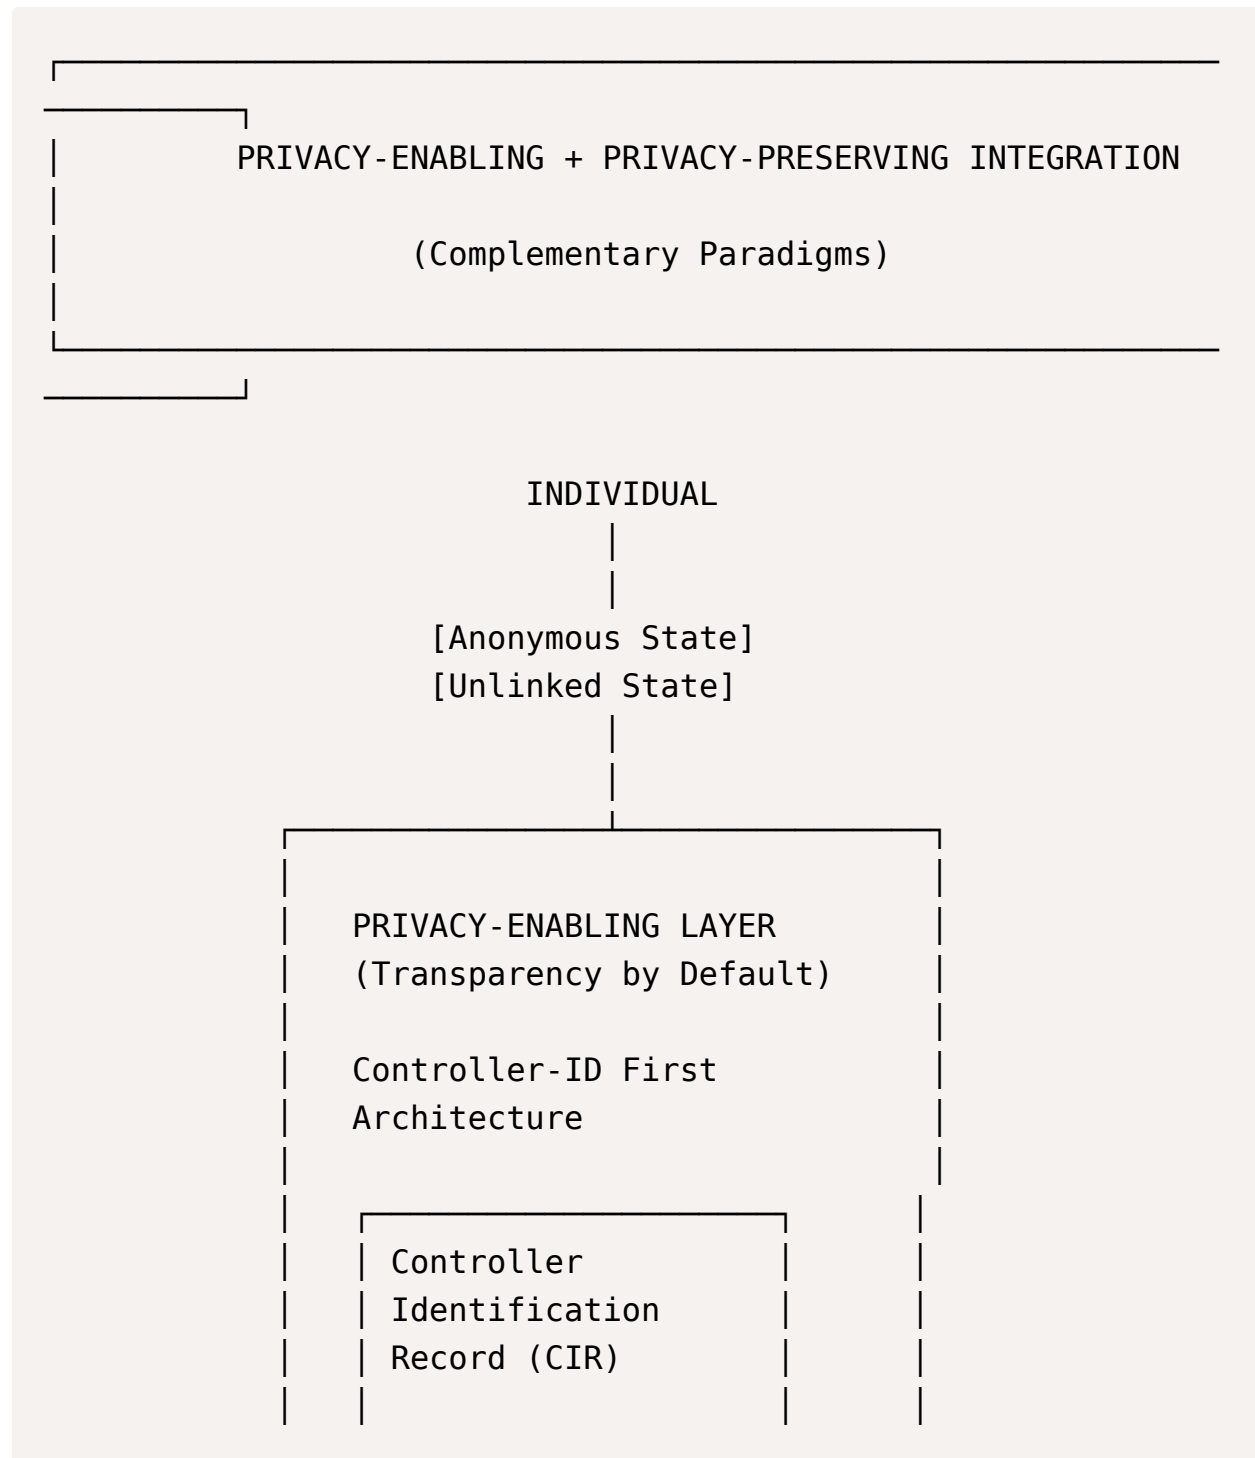 PRIVACY-ENABLING + PRIVACY-PRESERVING INTEGRATION
(Complementary Paradigms)
INDIVIDUAL
[Anonymous State]
[Unlinked State]
PRIVACY-ENABLING LAYER
(Transparency by Default)
Controller-ID First
Architecture
Controller
Identification
Record (CIR)